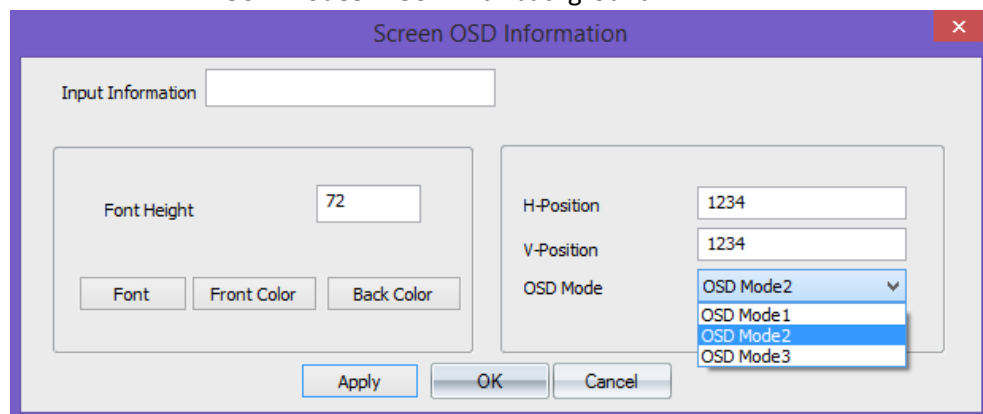 Screen OSD Information
Input Information
Font Height 72
Font Front Color Back Color
H-Position 1234
V-Position 1234
OSD Mode OSD Mode2
OSD Mode1
OSD Mode2
OSD Mode3
Apply OK Cancel